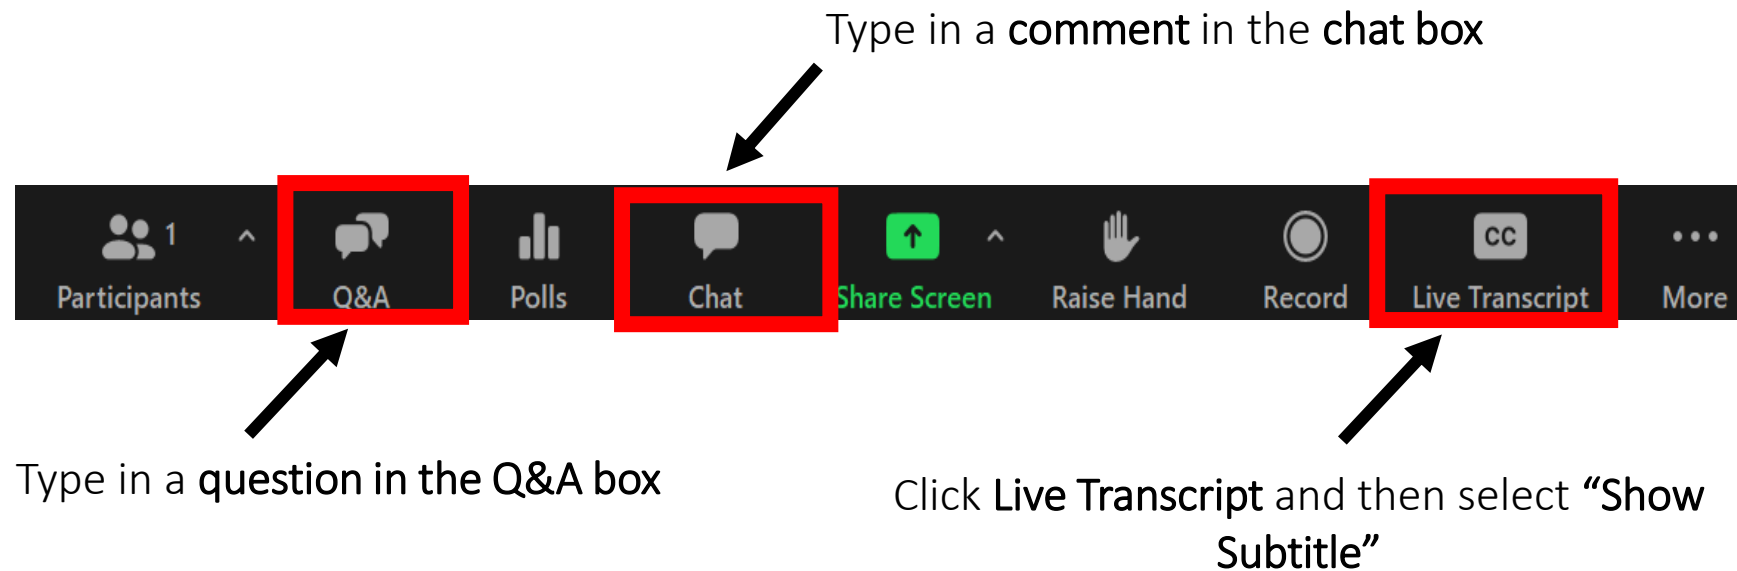 Type in a comment in the chat box
1
Participants
Q&A
Polls
Chat
Share Screen
Raise Hand
Record
CC
Live Transcript
More
Type in a question in the Q&A box
Click Live Transcript and then select “Show
Subtitle”